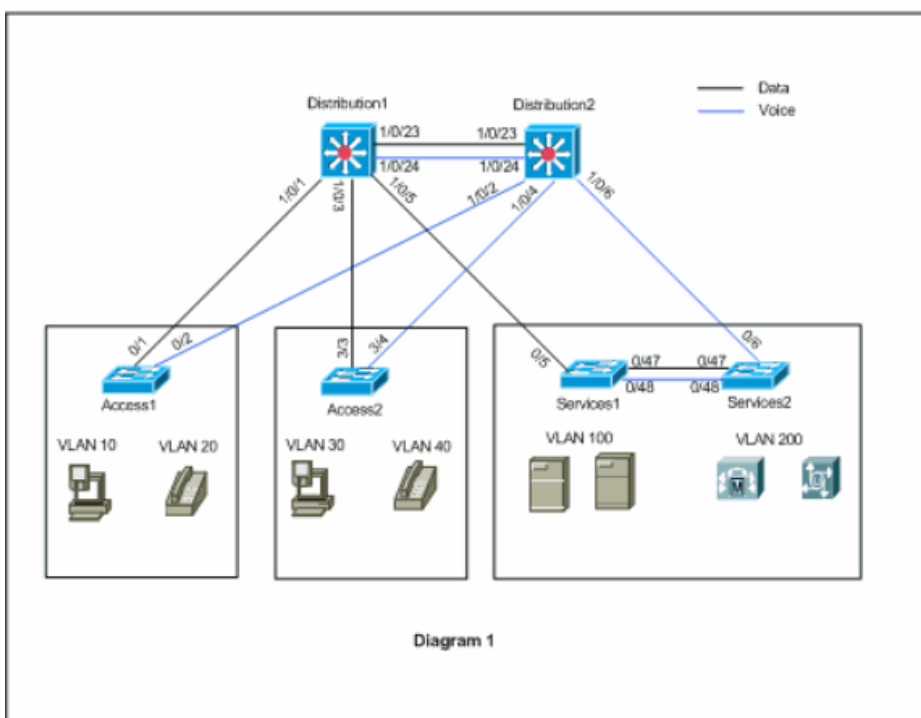 Data
Voice
Distribution1
Distribution2
1/0/23
1/0/23
1/0/24
1/0/24
1/0/1
1/0/3
1/0/5
1/0/2
1/0/4
1/0/6
0/1
0/2
3/3
3/4
0/5
0/6
0/47
0/47
0/48
0/48
Access1
Access2
Services1
Services2
VLAN 10
VLAN 20
VLAN 30
VLAN 40
VLAN 100
VLAN 200
M
Diagram 1